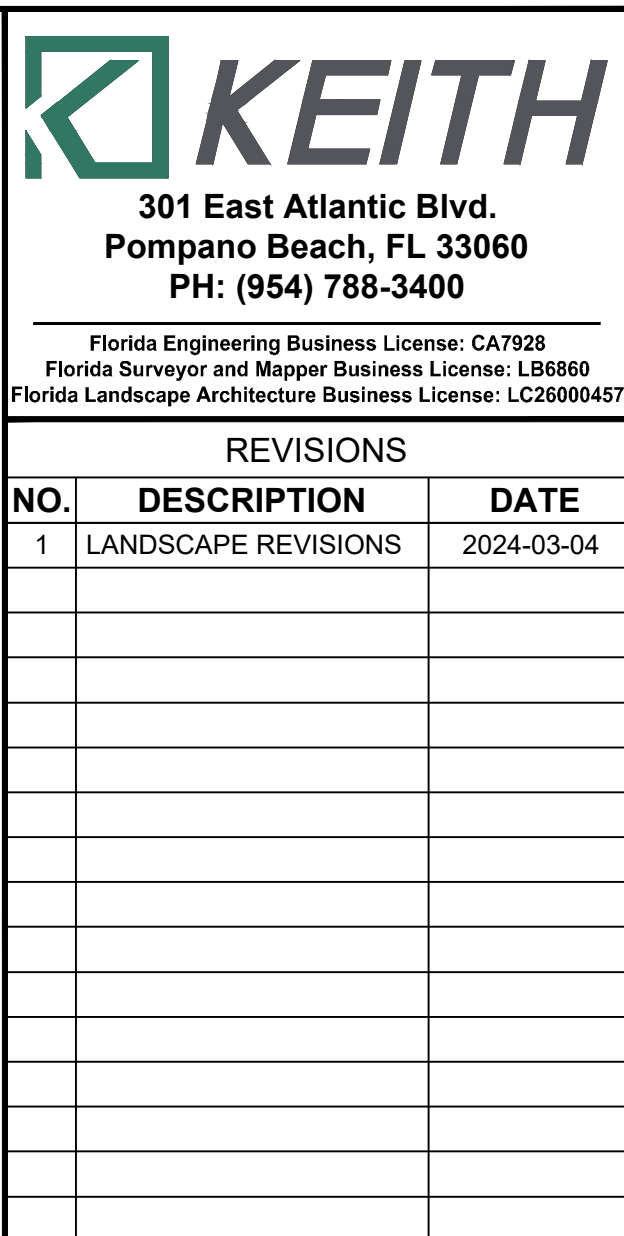 KEITH
301 East Atlantic Blvd.
Pompano Beach, FL 33060
PH: (954) 788-3400
Florida Engineering Business License: CA7928
Florida Surveyor and Mapper Business License: LB6860
Florida Landscape Architecture Business License: LC26000457
REVISIONS
NO. DESCRIPTION DATE
1 LANDSCAPE REVISIONS 2024-03-04